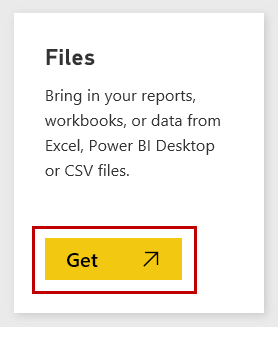 Files
Bring in your reports,
workbooks, or data from
Excel, Power BI Desktop
or CSV files.
Get